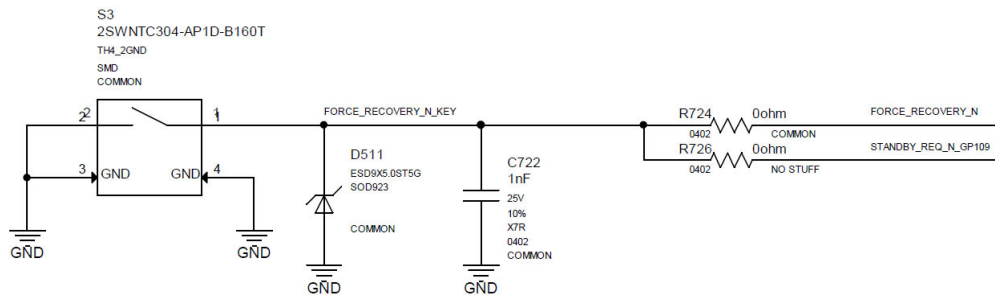 S3
2SWNTC304-AP1D-B160T
TH4_2GND
SMD
COMMON
2
2
1
1
3
GND
GND
4
GND
GND
FORCE_RECOVERY_N_KEY
D511
ESD9X5.0ST5G
SOD923
COMMON
GND
C722
1nF
25V
10%
X7R
0402
COMMON
GND
R724
0ohm
FORCE_RECOVERY_N
0402
COMMON
R726
0ohm
STANDBY_REQ_N_GP109
0402
NO STUFF